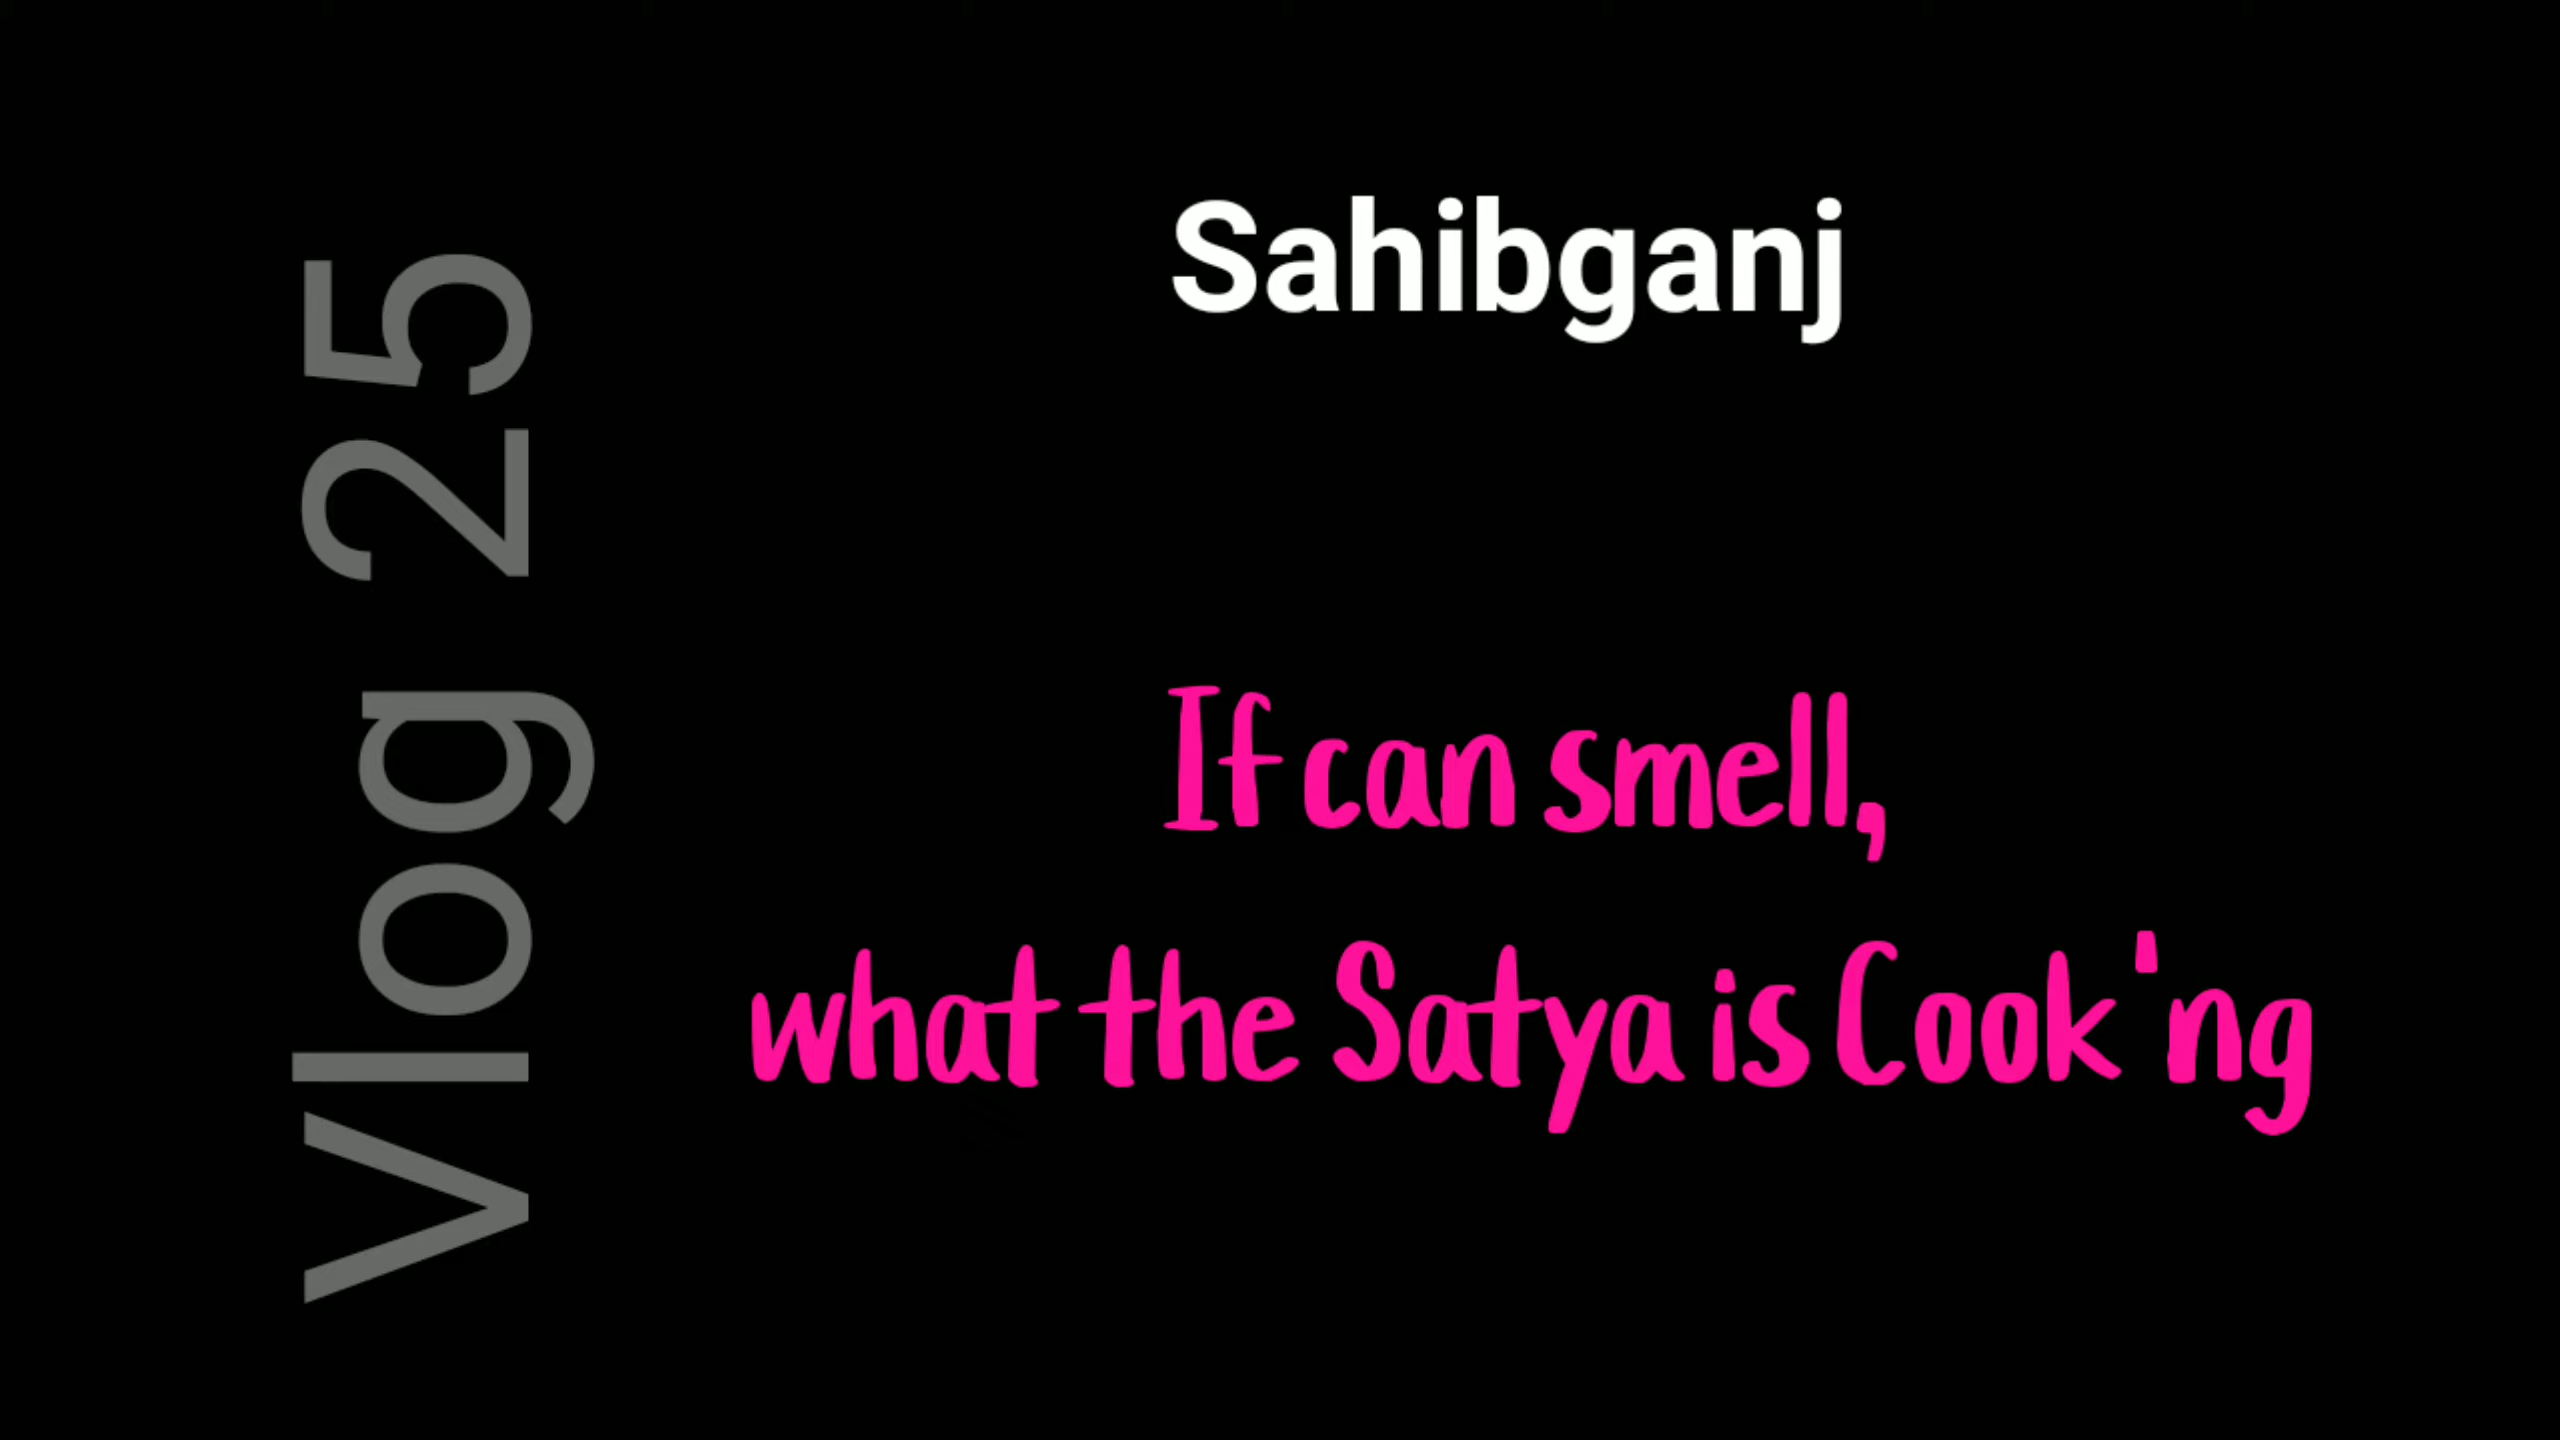 Vlog 25
Sahibganj
If can smell,
what the Satya is Cook'ng